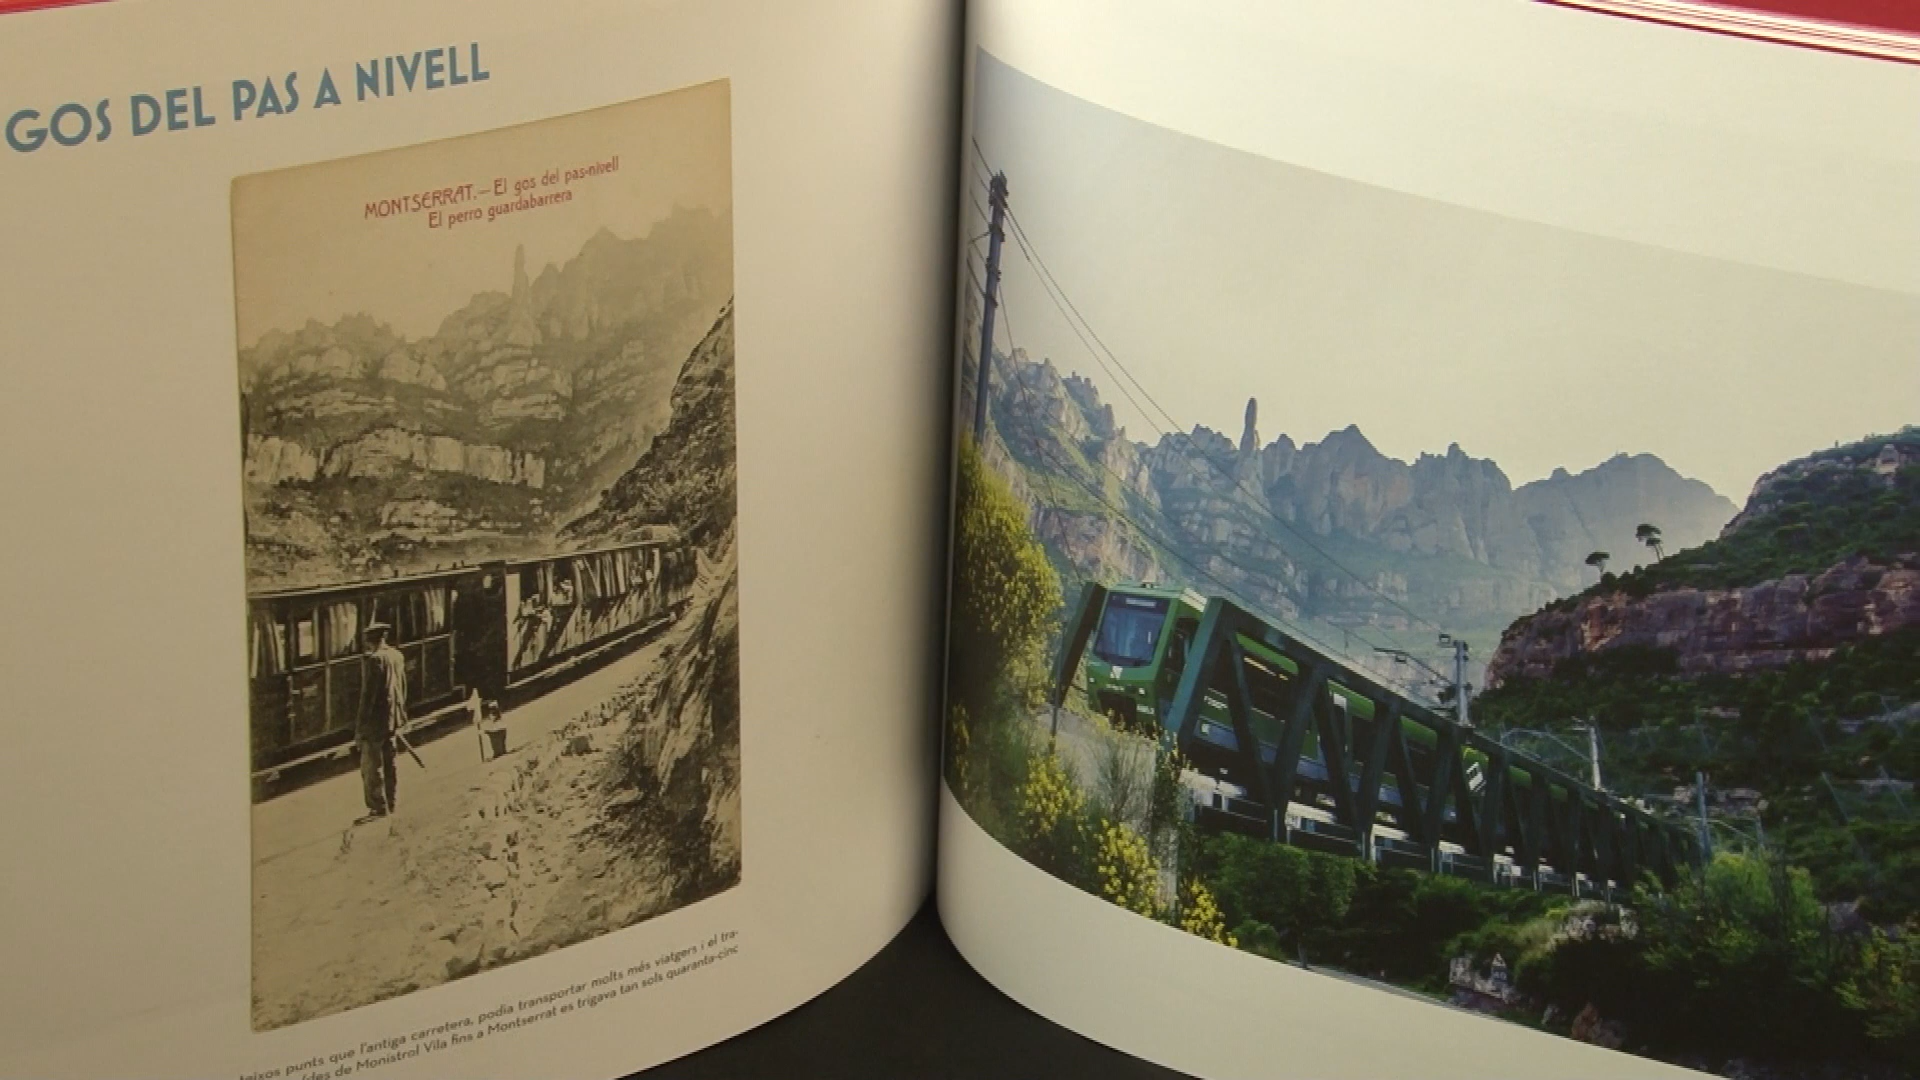 GOS DEL PAS A NIVELL
MONTSERRAT.—El gos del pas-nivell
El perro guardabarrera
punts que l'antiga carretera, podia transportar molts més viatgers i el tra-
de Monistrol Vila fins a Montserrat es trigava tan sols quaranta-cinc